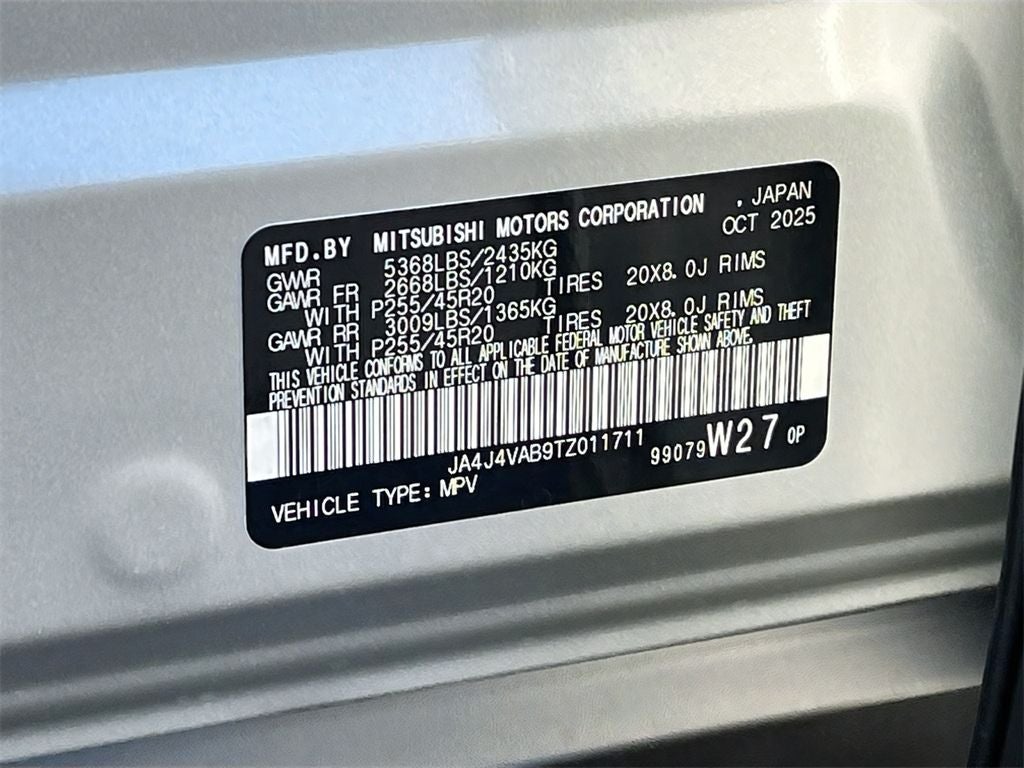 MFD.BY MITSUBISHI MOTORS CORPORATION . JAPAN
OCT 2025
GVWR 5368LBS/2435KG
GAWR FR 2668LBS/1210KG
WITH P255/45R20 TIRES 20X8.0J RIMS
GAWR RR 3009LBS/1365KG
WITH P255/45R20 TIRES 20X8.0J RIMS
THIS VEHICLE CONFORMS TO ALL APPLICABLE FEDERAL MOTOR VEHICLE SAFETY AND THEFT
PREVENTION STANDARDS IN EFFECT ON THE DATE OF MANUFACTURE SHOWN ABOVE.
JA4J4VAB9TZ011711
99079 W27 0P
VEHICLE TYPE: MPV